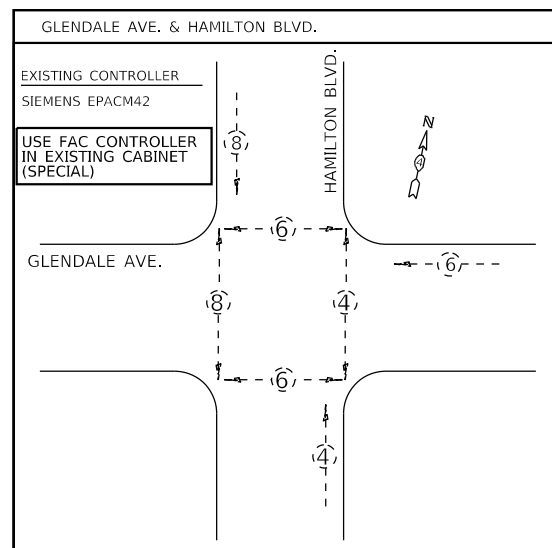 GLENDALE AVE. & HAMILTON BLVD.
EXISTING CONTROLLER
SIEMENS EPACM42
USE FAC CONTROLLER
IN EXISTING CABINET
(SPECIAL)
HAMILTON BLVD.
N
4
8
6
GLENDALE AVE.
6
8
4
6
4